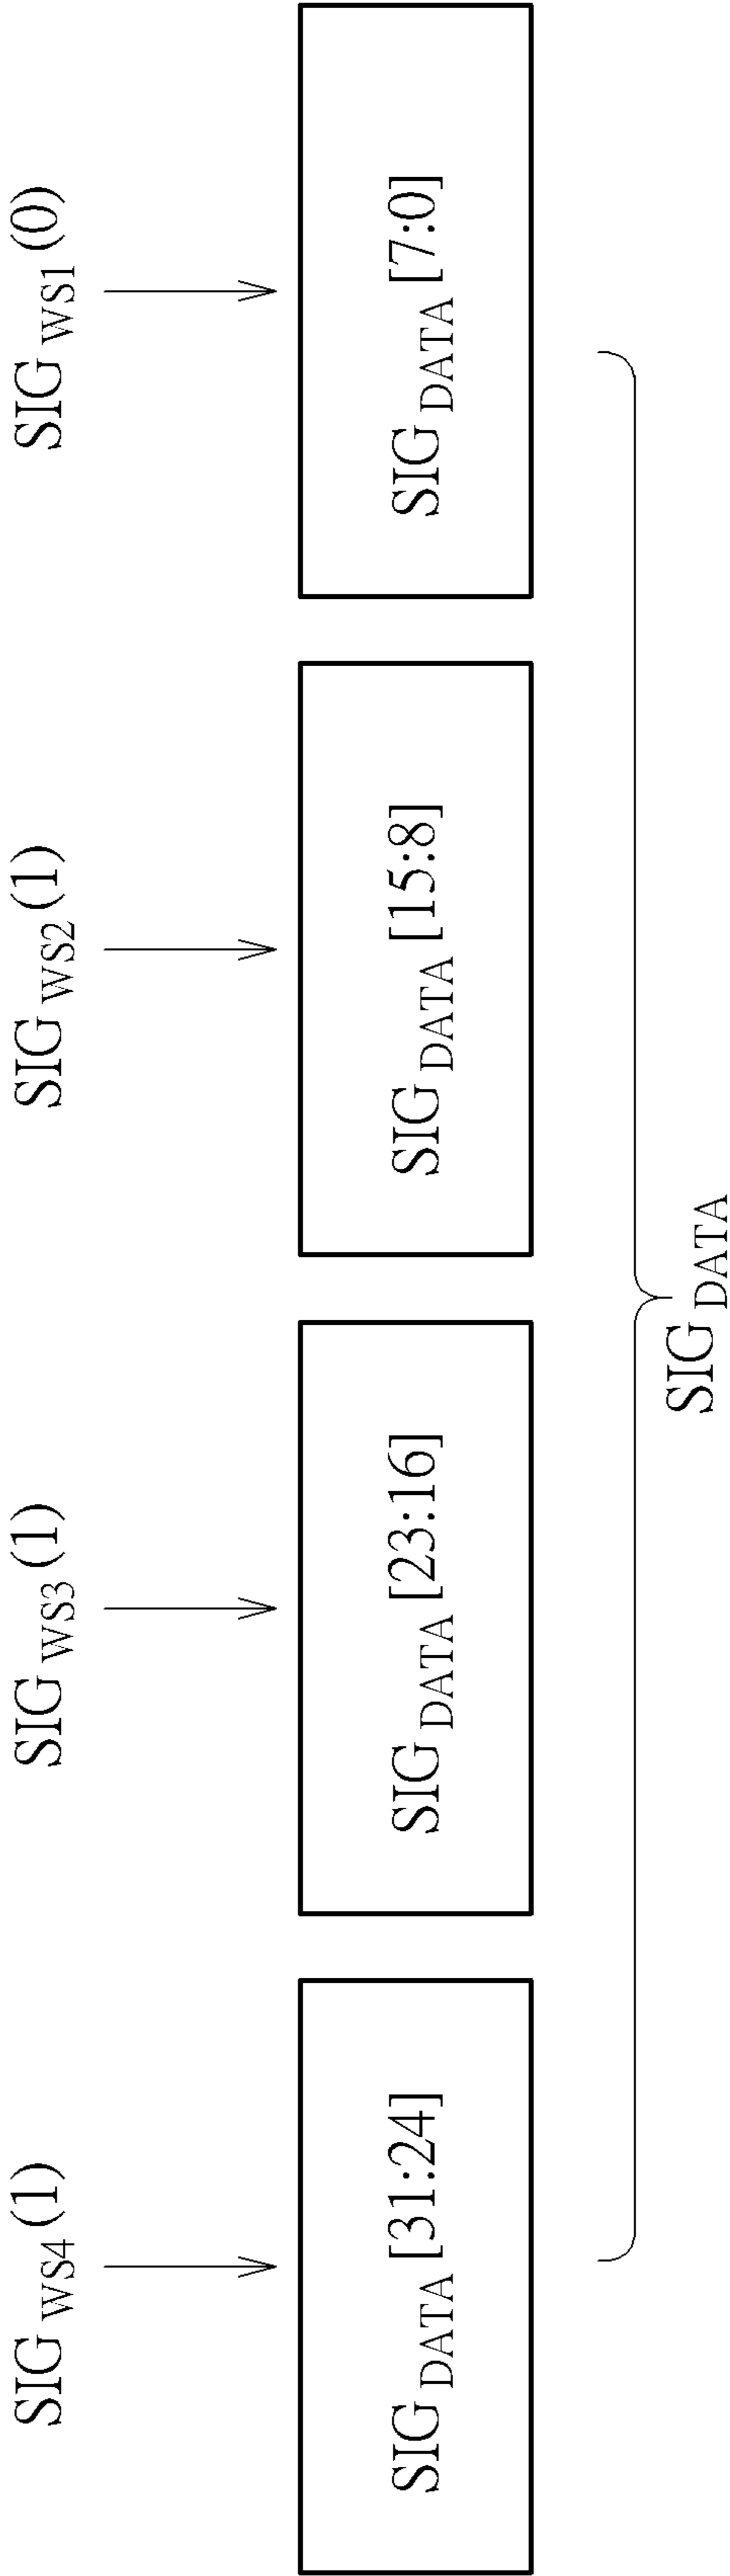 SIG WS4 (1)
SIG WS3 (1)
SIG WS2 (1)
SIG WS1 (0)
SIG DATA [31:24]
SIG DATA [23:16]
SIG DATA [15:8]
SIG DATA [7:0]
SIG DATA